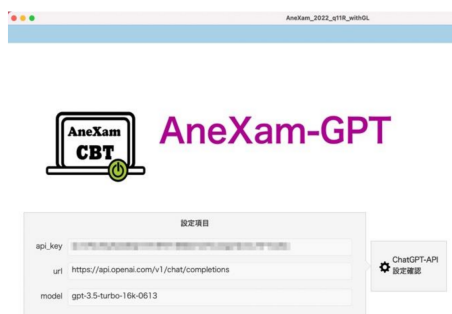 AneXam_2022_q11R_withGL
AneXam
CBT
AneXam-GPT
設定項目
api_key
url https://api.openai.com/v1/chat/completions
model gpt-3.5-turbo-16k-0613
ChatGPT-API
設定確認